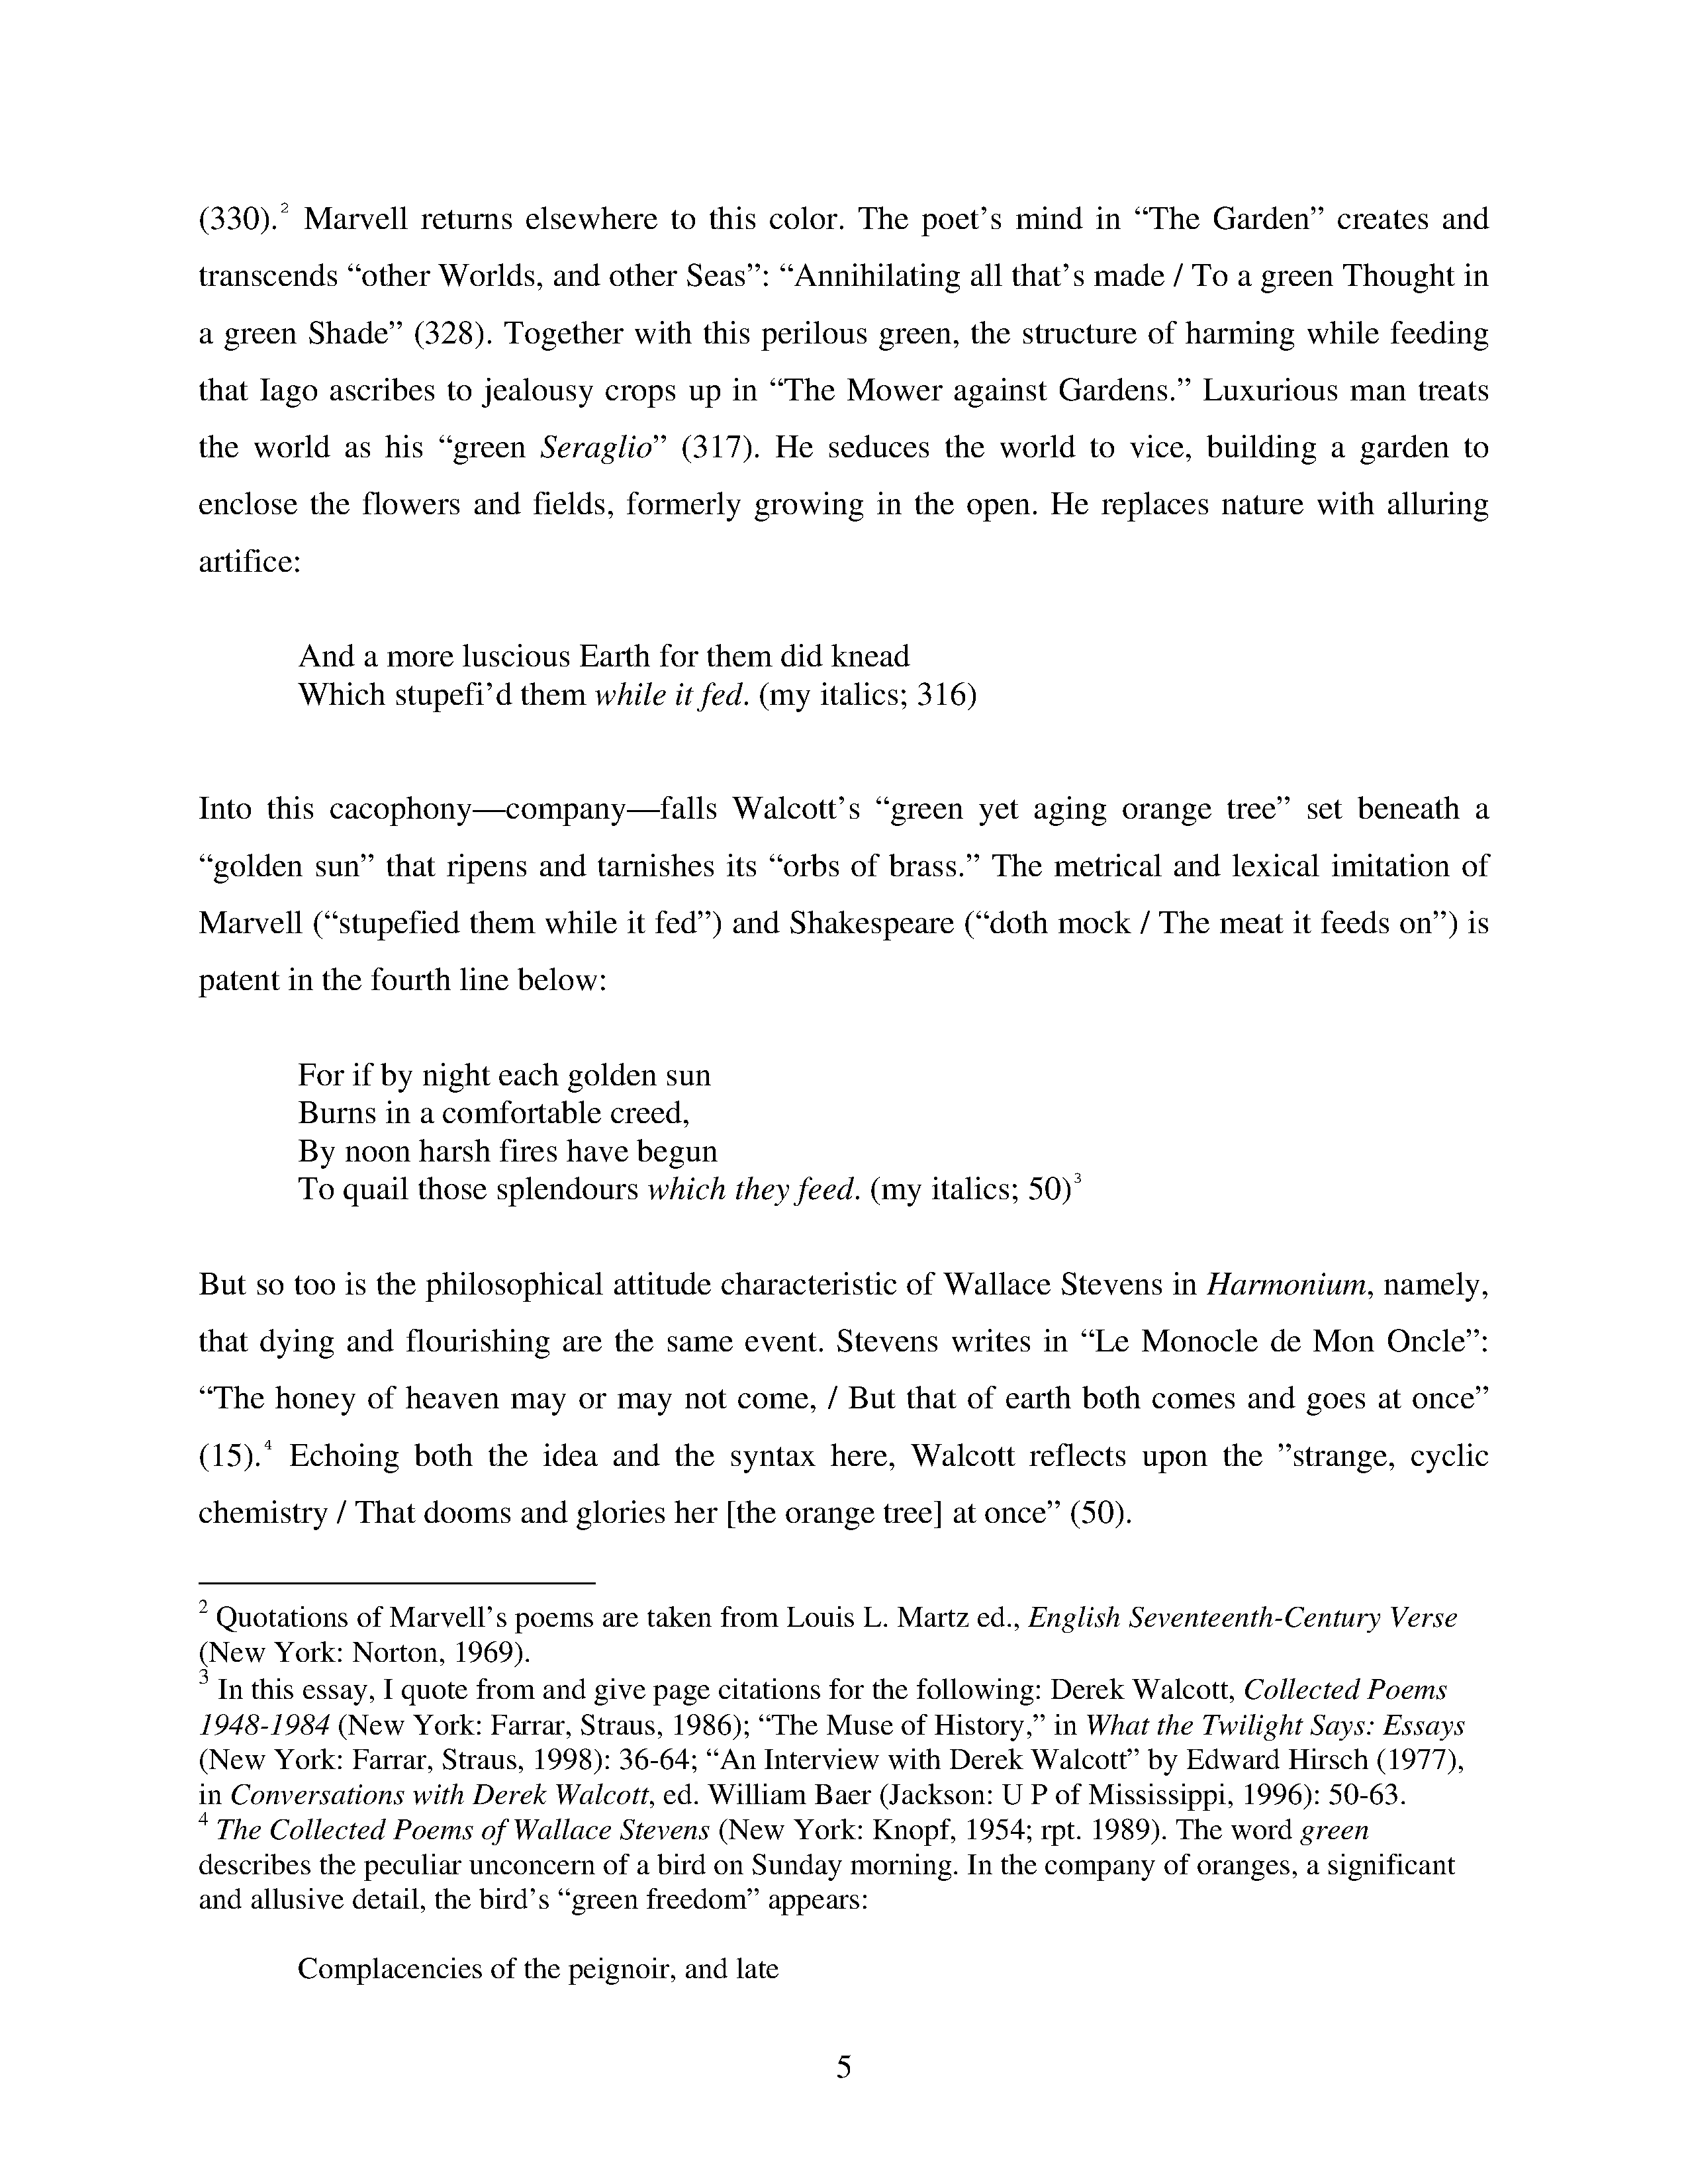 (330).2 Marvell returns elsewhere to this color. The poet’s mind in “The Garden” creates and
transcends “other Worlds, and other Seas”: “Annihilating all that’s made / To a green Thought in
a green Shade” (328). Together with this perilous green, the structure of harming while feeding
that Iago ascribes to jealousy crops up in “The Mower against Gardens.” Luxurious man treats
the world as his “green Seraglio” (317). He seduces the world to vice, building a garden to
enclose the flowers and fields, formerly growing in the open. He replaces nature with alluring
artifice:
And a more luscious Earth for them did knead
Which stupefi’d them while it fed. (my italics; 316)
Into this cacophony—company—falls Walcott’s “green yet aging orange tree” set beneath a
“golden sun” that ripens and tarnishes its “orbs of brass.” The metrical and lexical imitation of
Marvell (“stupefied them while it fed”) and Shakespeare (“doth mock / The meat it feeds on”) is
patent in the fourth line below:
For if by night each golden sun
Burns in a comfortable creed,
By noon harsh fires have begun
To quail those splendours which they feed. (my italics; 50)3
But so too is the philosophical attitude characteristic of Wallace Stevens in Harmonium, namely,
that dying and flourishing are the same event. Stevens writes in “Le Monocle de Mon Oncle”:
“The honey of heaven may or may not come, / But that of earth both comes and goes at once”
(15).4 Echoing both the idea and the syntax here, Walcott reflects upon the ”strange, cyclic
chemistry / That dooms and glories her [the orange tree] at once” (50).
2 Quotations of Marvell’s poems are taken from Louis L. Martz ed., English Seventeenth-Century Verse
(New York: Norton, 1969).
3 In this essay, I quote from and give page citations for the following: Derek Walcott, Collected Poems
1948-1984 (New York: Farrar, Straus, 1986); “The Muse of History,” in What the Twilight Says: Essays
(New York: Farrar, Straus, 1998): 36-64; “An Interview with Derek Walcott” by Edward Hirsch (1977),
in Conversations with Derek Walcott, ed. William Baer (Jackson: U P of Mississippi, 1996): 50-63.
4 The Collected Poems of Wallace Stevens (New York: Knopf, 1954; rpt. 1989). The word green
describes the peculiar unconcern of a bird on Sunday morning. In the company of oranges, a significant
and allusive detail, the bird’s “green freedom” appears:
Complacencies of the peignoir, and late
5